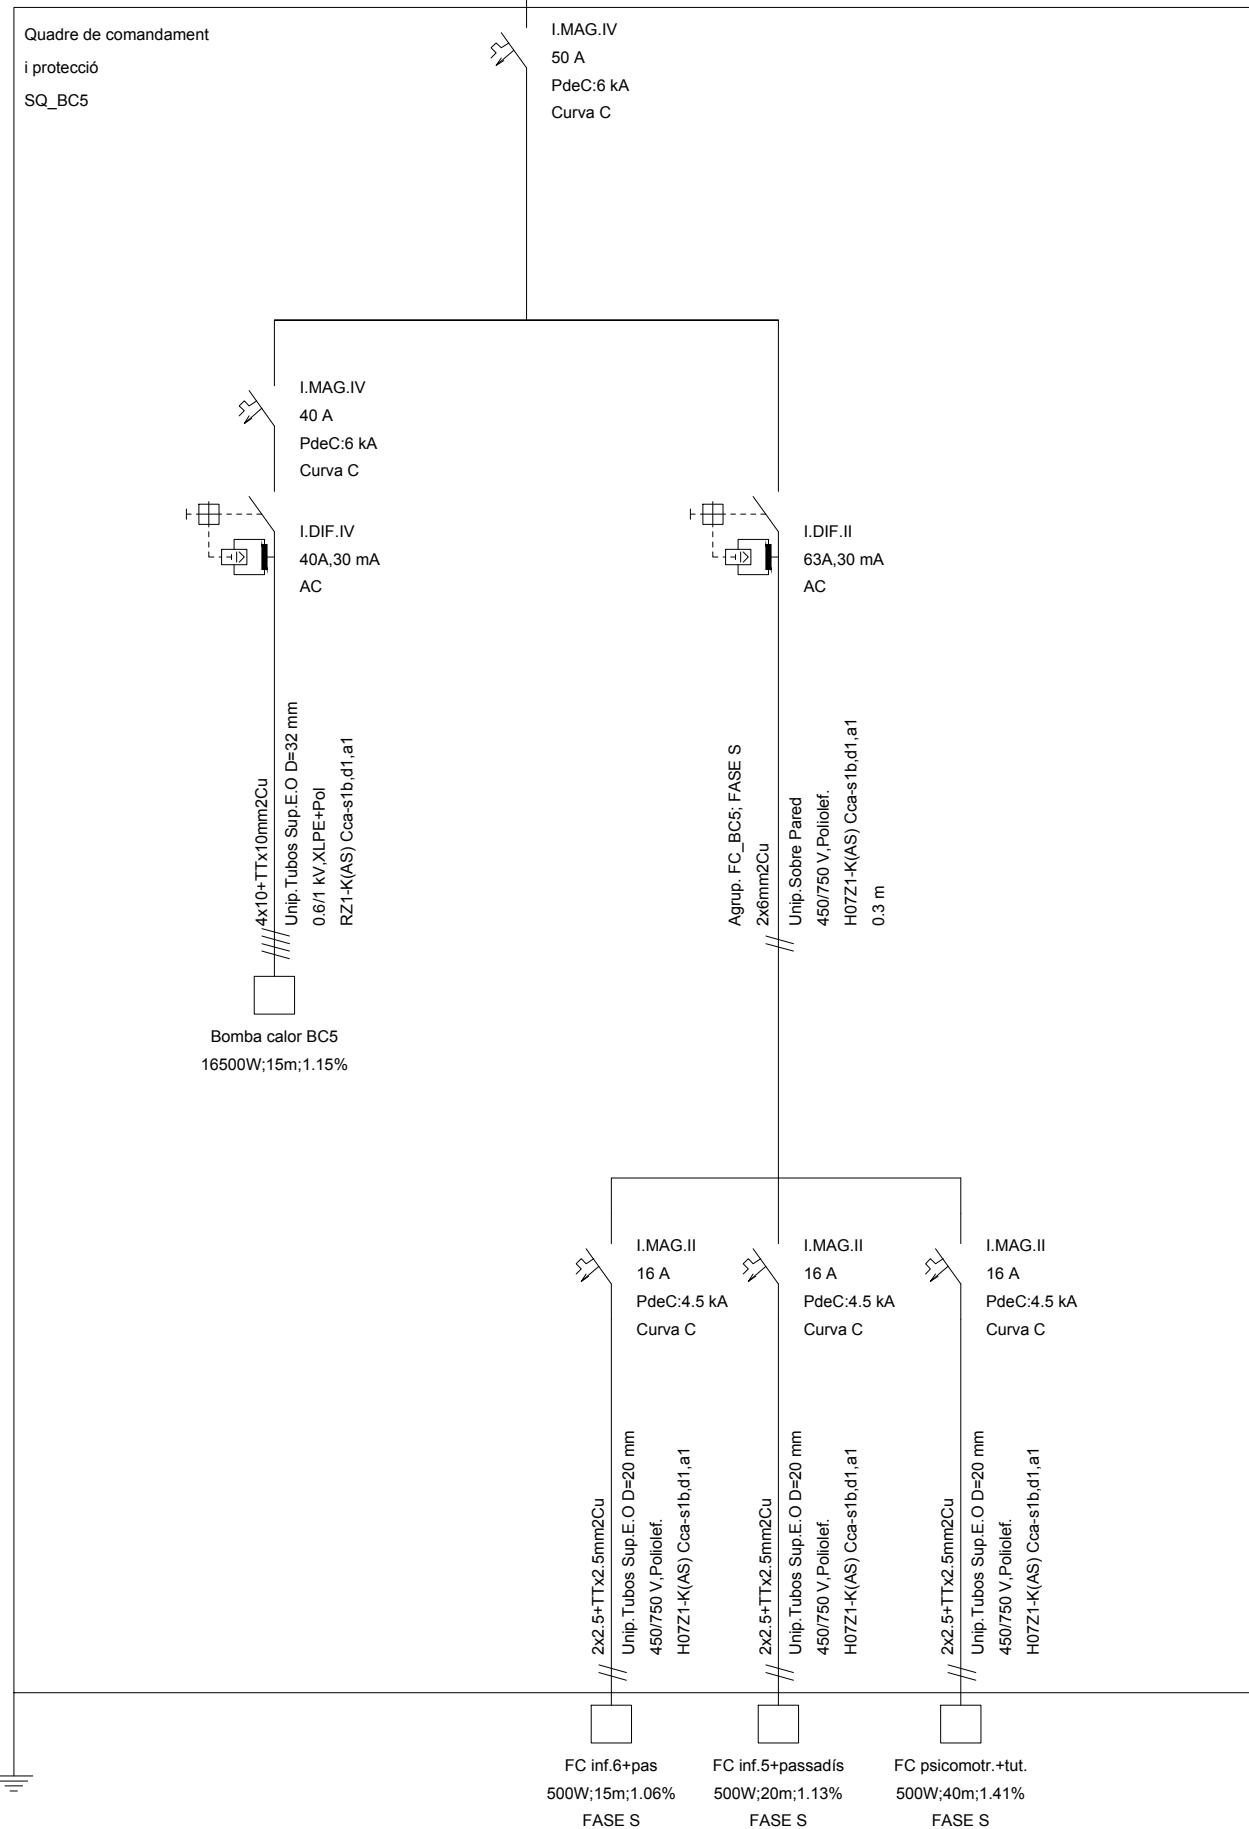 Quadre de comandament
i protecció
SQ_BC5
I.MAG.IV
50 A
PdeC:6 kA
Curva C
I.MAG.IV
40 A
PdeC:6 kA
Curva C
I.DIF.IV
40A,30 mA
AC
I.DIF.II
63A,30 mA
AC
4x10+TTx10mm2Cu
Unip.Tubos Sup.E.O D=32 mm
0.6/1 kV,XLPE+Pol
RZ1-K(AS) Cca-s1b,d1,a1
Agrup. FC_BC5; FASE S
2x6mm2Cu
Unip.Sobre Pared
450/750 V,Poliolef.
H07Z1-K(AS) Cca-s1b,d1,a1
0.3 m
Bomba calor BC5
16500W;15m;1.15%
I.MAG.II
16 A
PdeC:4.5 kA
Curva C
I.MAG.II
16 A
PdeC:4.5 kA
Curva C
I.MAG.II
16 A
PdeC:4.5 kA
Curva C
2x2.5+TTx2.5mm2Cu
Unip.Tubos Sup.E.O D=20 mm
450/750 V,Poliolef.
H07Z1-K(AS) Cca-s1b,d1,a1
2x2.5+TTx2.5mm2Cu
Unip.Tubos Sup.E.O D=20 mm
450/750 V,Poliolef.
H07Z1-K(AS) Cca-s1b,d1,a1
2x2.5+TTx2.5mm2Cu
Unip.Tubos Sup.E.O D=20 mm
450/750 V,Poliolef.
H07Z1-K(AS) Cca-s1b,d1,a1
FC inf.6+pas
500W;15m;1.06%
FASE S
FC inf.5+passadís
500W;20m;1.13%
FASE S
FC psicomotr.+tut.
500W;40m;1.41%
FASE S